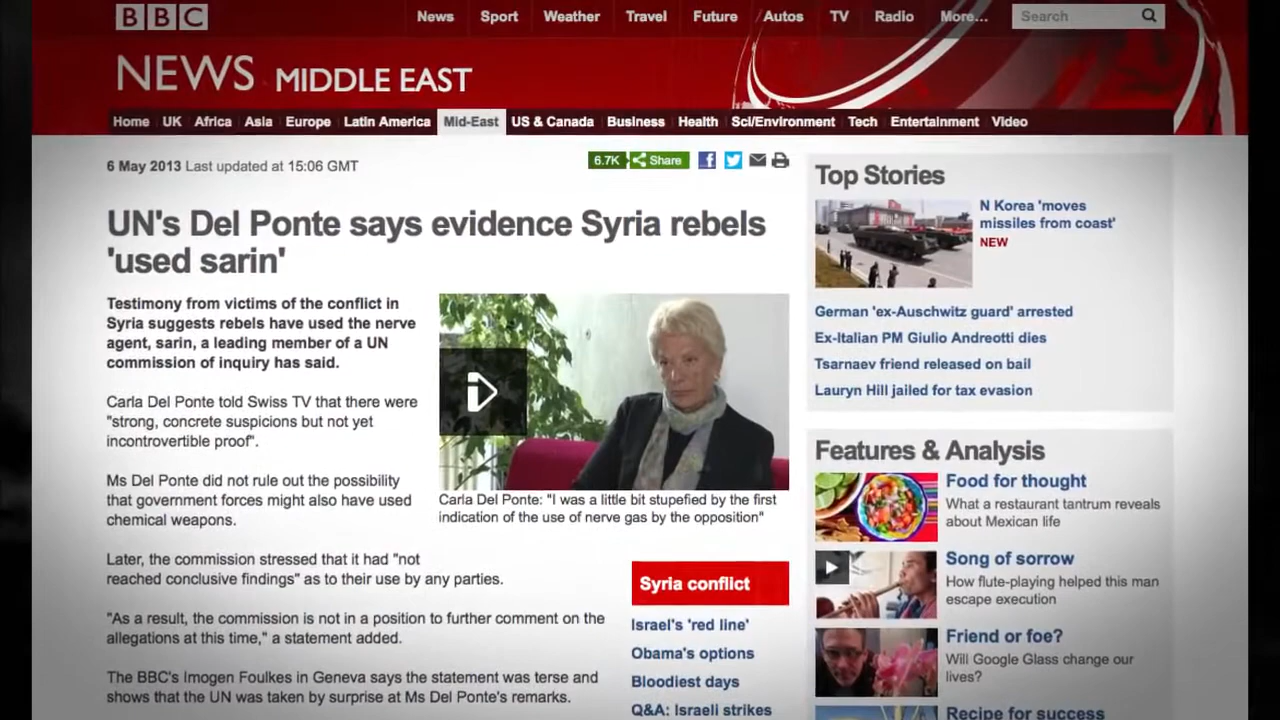 BBC
News Sport Weather Travel Future Autos TV Radio More... Search
NEWS MIDDLE EAST
Home UK Africa Asia Europe Latin America Mid-East US & Canada Business Health Sci/Environment Tech Entertainment Video
6 May 2013 Last updated at 15:06 GMT
6.7K Share
UN's Del Ponte says evidence Syria rebels
'used sarin'
Testimony from victims of the conflict in
Syria suggests rebels have used the nerve
agent, sarin, a leading member of a UN
commission of inquiry has said.
Carla Del Ponte told Swiss TV that there were
"strong, concrete suspicions but not yet
incontrovertible proof".
Ms Del Ponte did not rule out the possibility
that government forces might also have used
chemical weapons.
Later, the commission stressed that it had "not
reached conclusive findings" as to their use by any parties.
"As a result, the commission is not in a position to further comment on the
allegations at this time," a statement added.
The BBC's Imogen Foulkes in Geneva says the statement was terse and
shows that the UN was taken by surprise at Ms Del Ponte's remarks.
Carla Del Ponte: "I was a little bit stupefied by the first
indication of the use of nerve gas by the opposition"
Syria conflict
Israel's 'red line'
Obama's options
Bloodiest days
Q&A: Israeli strikes
Top Stories
N Korea 'moves
missiles from coast'
NEW
German 'ex-Auschwitz guard' arrested
Ex-Italian PM Giulio Andreotti dies
Tsarnaev friend released on bail
Lauryn Hill jailed for tax evasion
Features & Analysis
Food for thought
What a restaurant tantrum reveals
about Mexican life
Song of sorrow
How flute-playing helped this man
escape execution
Friend or foe?
Will Google Glass change our
lives?
Recipe for success